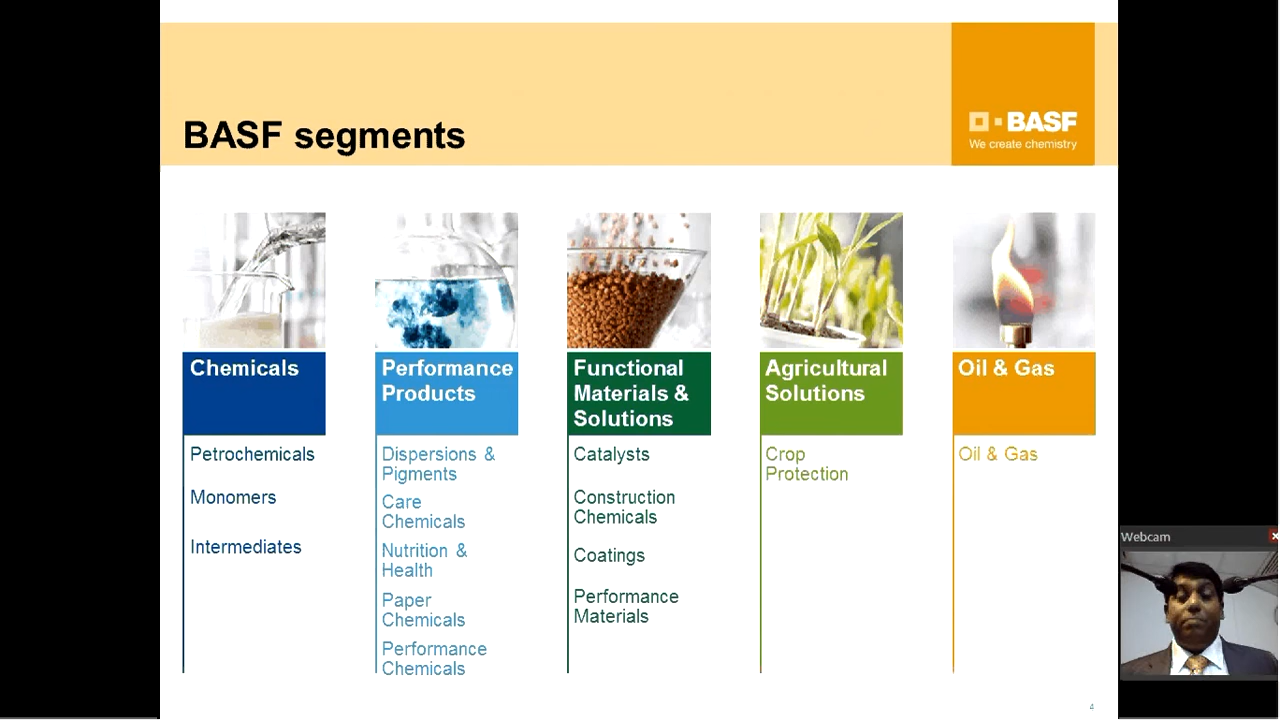 BASF segments
BASF
We create chemistry
Chemicals
Petrochemicals
Monomers
Intermediates
Performance
Products
Dispersions &
Pigments
Care
Chemicals
Nutrition &
Health
Paper
Chemicals
Performance
Chemicals
Functional
Materials &
Solutions
Catalysts
Construction
Chemicals
Coatings
Performance
Materials
Agricultural
Solutions
Crop
Protection
Oil & Gas
Oil & Gas
Webcam
4